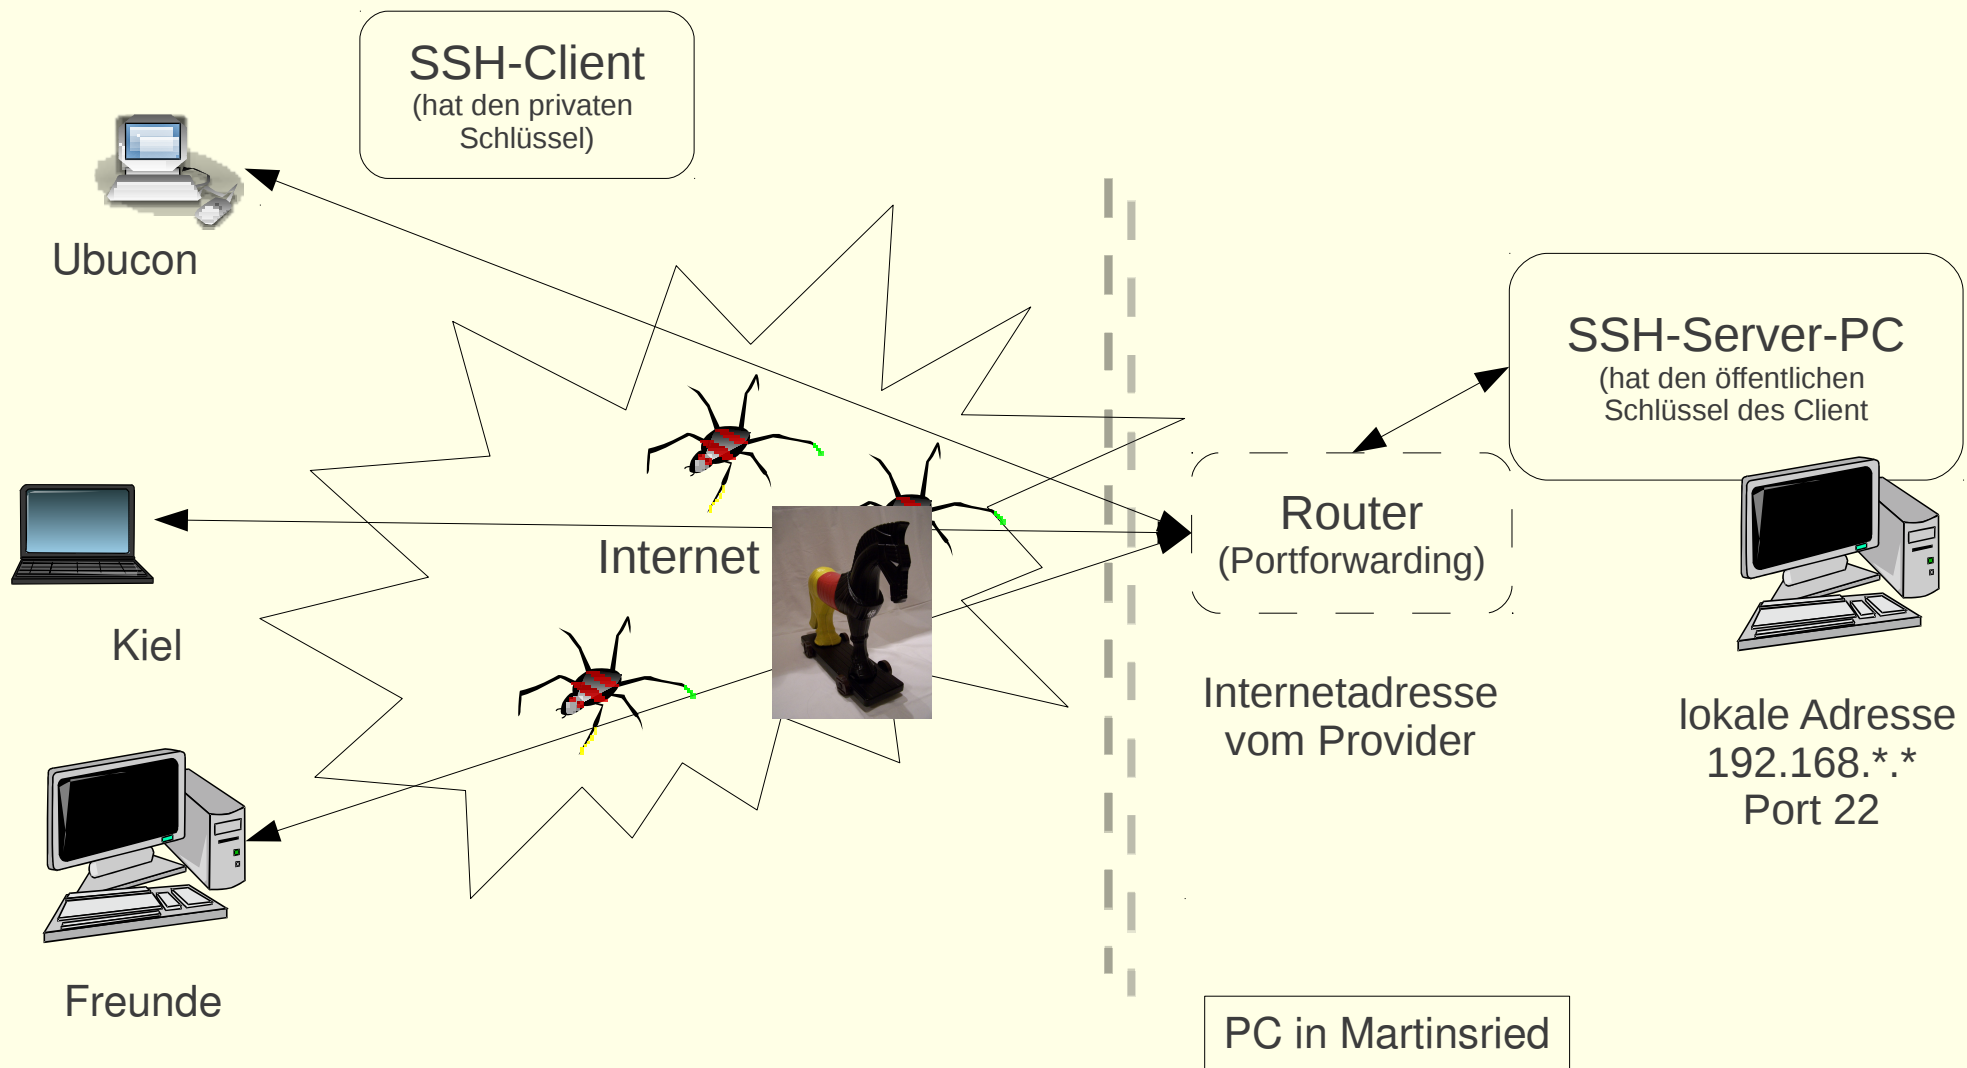 SSH-Client
(hat den privaten
Schlüssel)
Ubucon
SSH-Server-PC
(hat den öffentlichen
Schlüssel des Client
Router
(Portforwarding)
Internet
Kiel
Internetadresse
vom Provider
lokale Adresse
192.168.*.*
Port 22
Freunde
PC in Martinsried